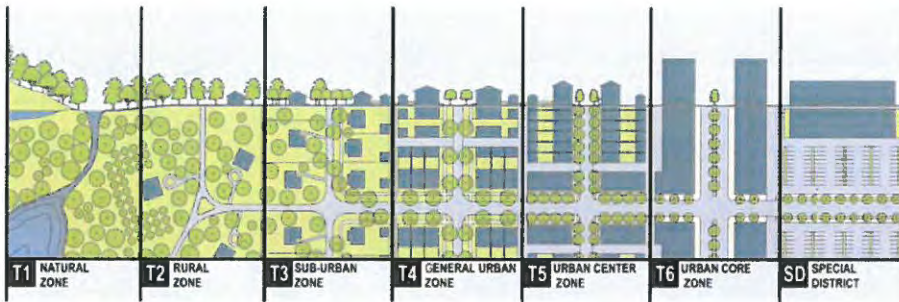 T1 NATURAL
ZONE
T2 RURAL
ZONE
T3 SUB-URBAN
ZONE
T4 GENERAL URBAN
ZONE
T5 URBAN CENTER
ZONE
T6 URBAN CORE
ZONE
SD SPECIAL
DISTRICT